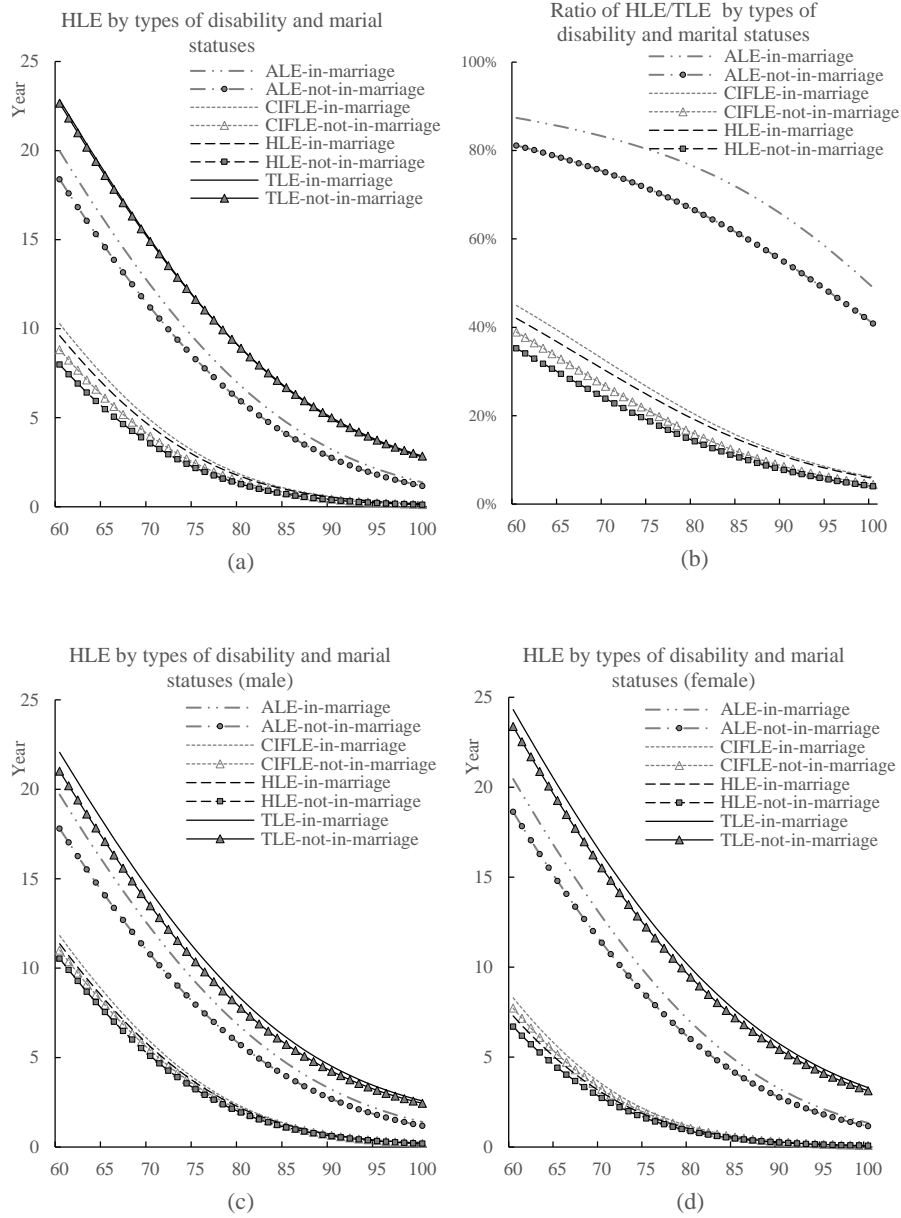 (a)
HLE by types of disability and marial
statuses
Year
25
20
15
10
5
0
60 65 70 75 80 85 90 95 100
ALE-in-marriage
ALE-not-in-marriage
CIFLE-in-marriage
CIFLE-not-in-marriage
HLE-in-marriage
HLE-not-in-marriage
TLE-in-marriage
TLE-not-in-marriage
(b)
Ratio of HLE/TLE by types of
disability and marital statuses
100%
80%
60%
40%
20%
0%
60 65 70 75 80 85 90 95 100
ALE-in-marriage
ALE-not-in-marriage
CIFLE-in-marriage
CIFLE-not-in-marriage
HLE-in-marriage
HLE-not-in-marriage
(c)
HLE by types of disability and marial
statuses (male)
Year
25
20
15
10
5
0
60 65 70 75 80 85 90 95 100
ALE-in-marriage
ALE-not-in-marriage
CIFLE-in-marriage
CIFLE-not-in-marriage
HLE-in-marriage
HLE-not-in-marriage
TLE-in-marriage
TLE-not-in-marriage
(d)
HLE by types of disability and marial
statuses (female)
Year
25
20
15
10
5
0
60 65 70 75 80 85 90 95 100
ALE-in-marriage
ALE-not-in-marriage
CIFLE-in-marriage
CIFLE-not-in-marriage
HLE-in-marriage
HLE-not-in-marriage
TLE-in-marriage
TLE-not-in-marriage